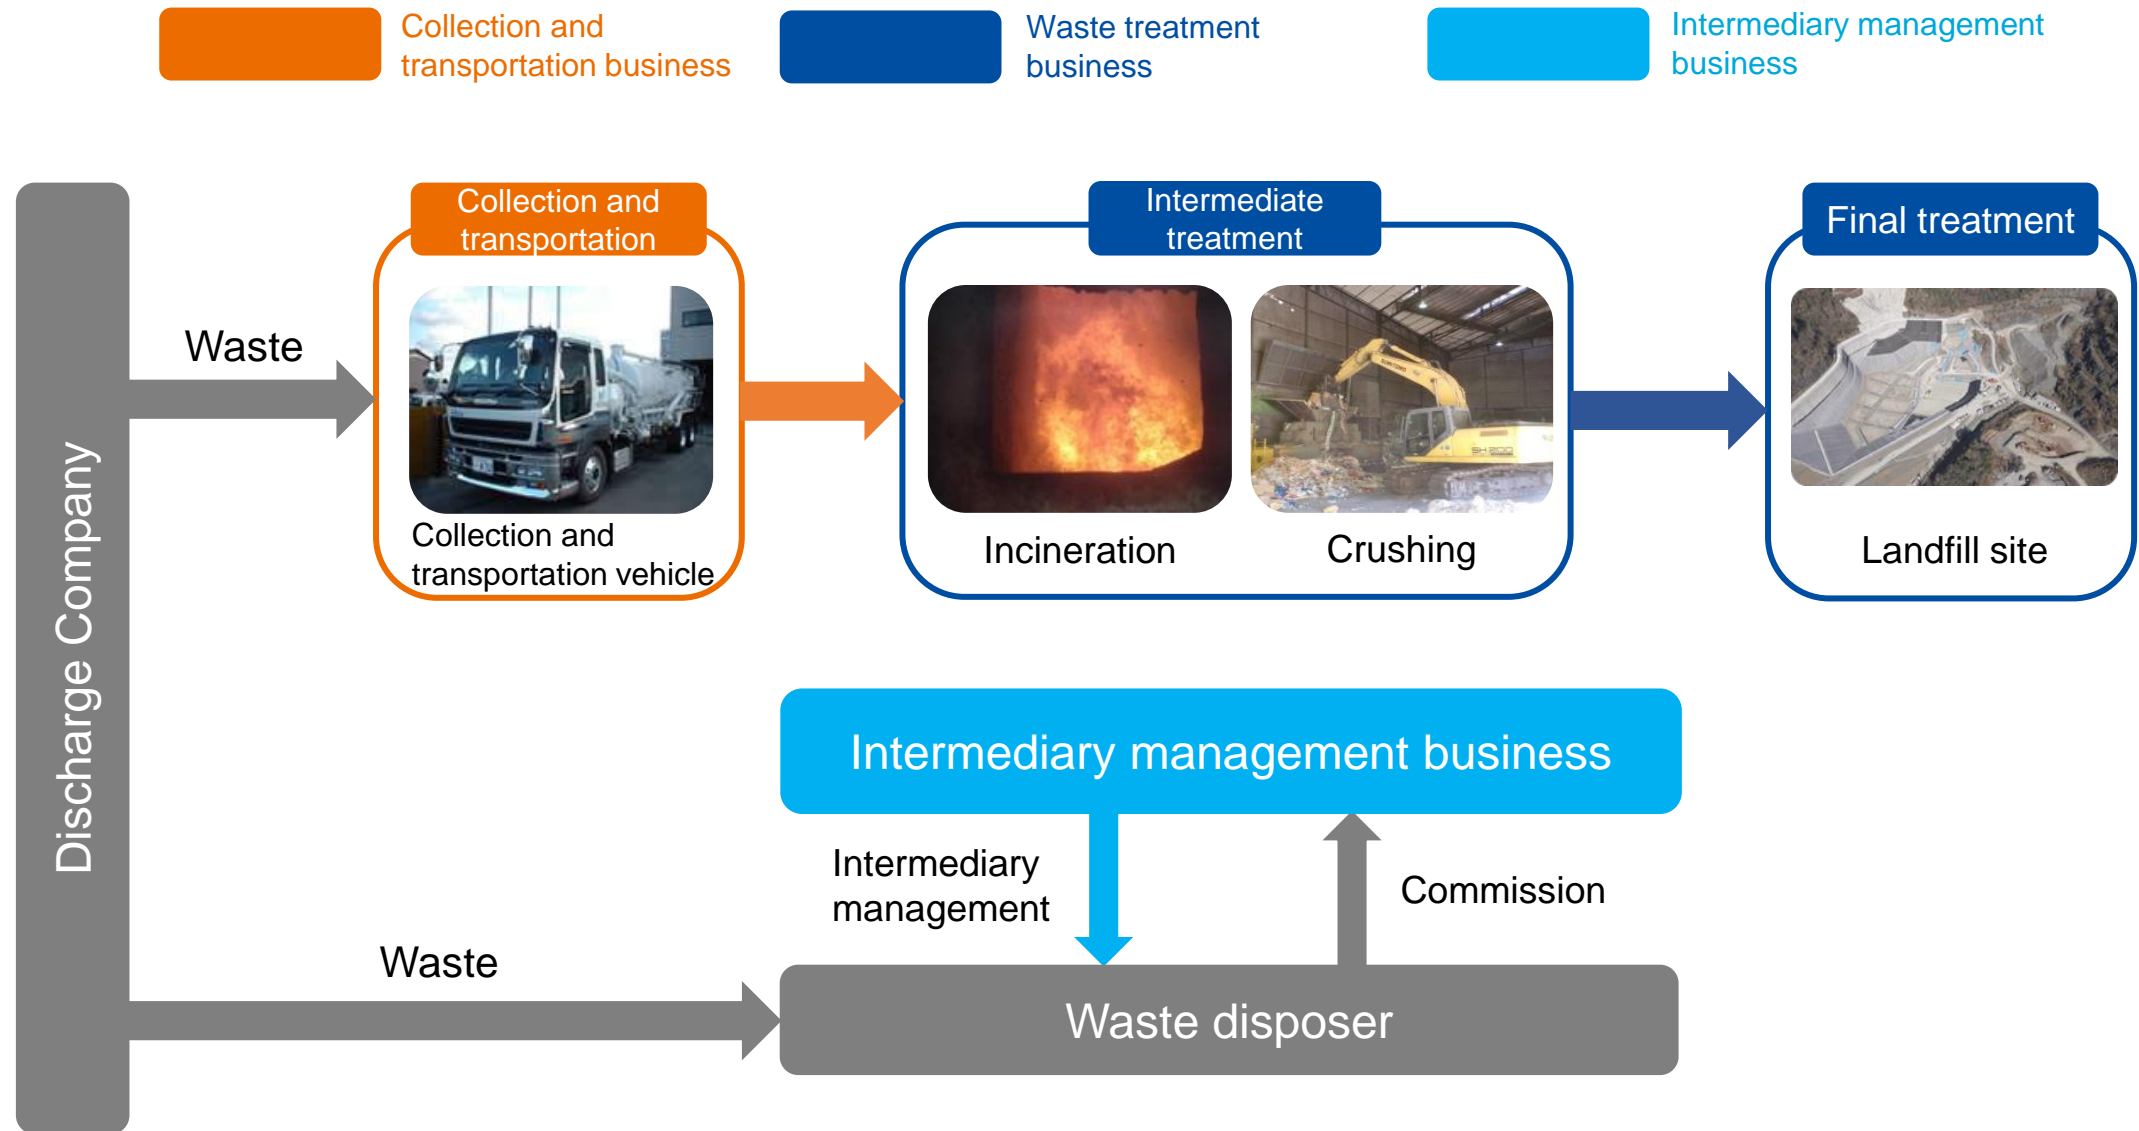 Collection and
transportation business
Waste treatment
business
Intermediary management
business
Collection and
transportation
Intermediate
treatment
Final treatment
Waste
SH200
Collection and
transportation vehicle
Incineration
Crushing
Landfill site
Discharge Company
Intermediary management business
Intermediary
management
Commission
Waste
Waste disposer